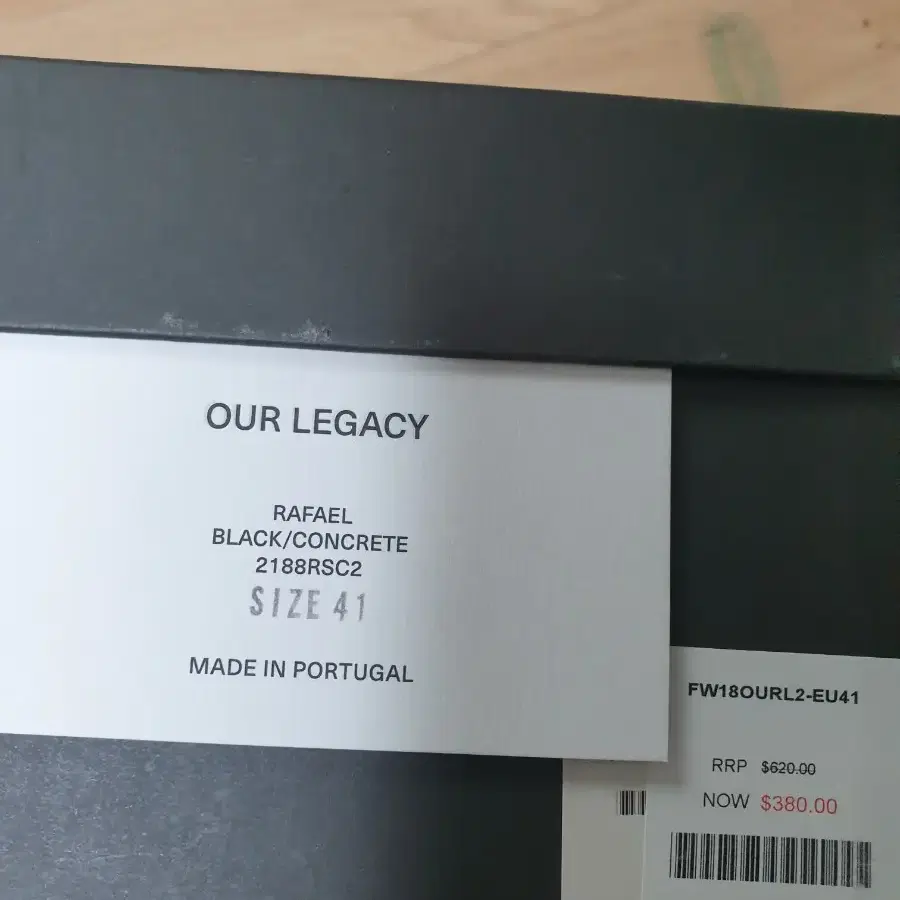 OUR LEGACY
RAFAEL
BLACK/CONCRETE
2188RSC2
SIZE 41
MADE IN PORTUGAL
FW18OURL2-EU41
RRP $620.00
NOW $380.00